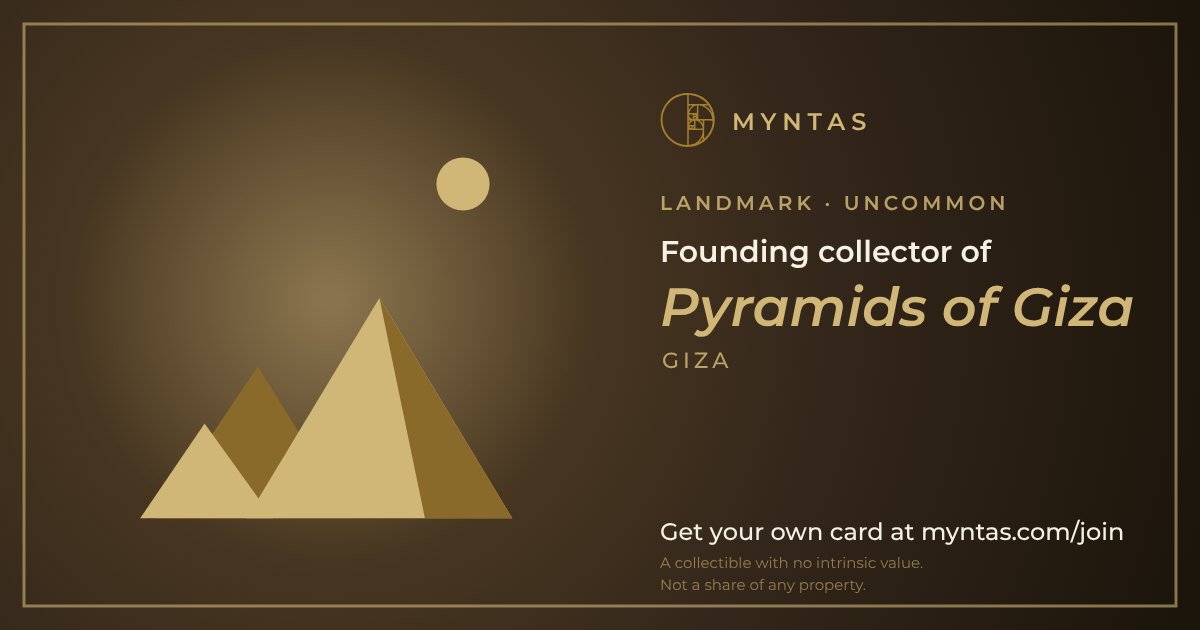 MYNTAS
LANDMARK · UNCOMMON
Founding collector of
Pyramids of Giza
GIZA
Get your own card at myntas.com/join
A collectible with no intrinsic value.
Not a share of any property.